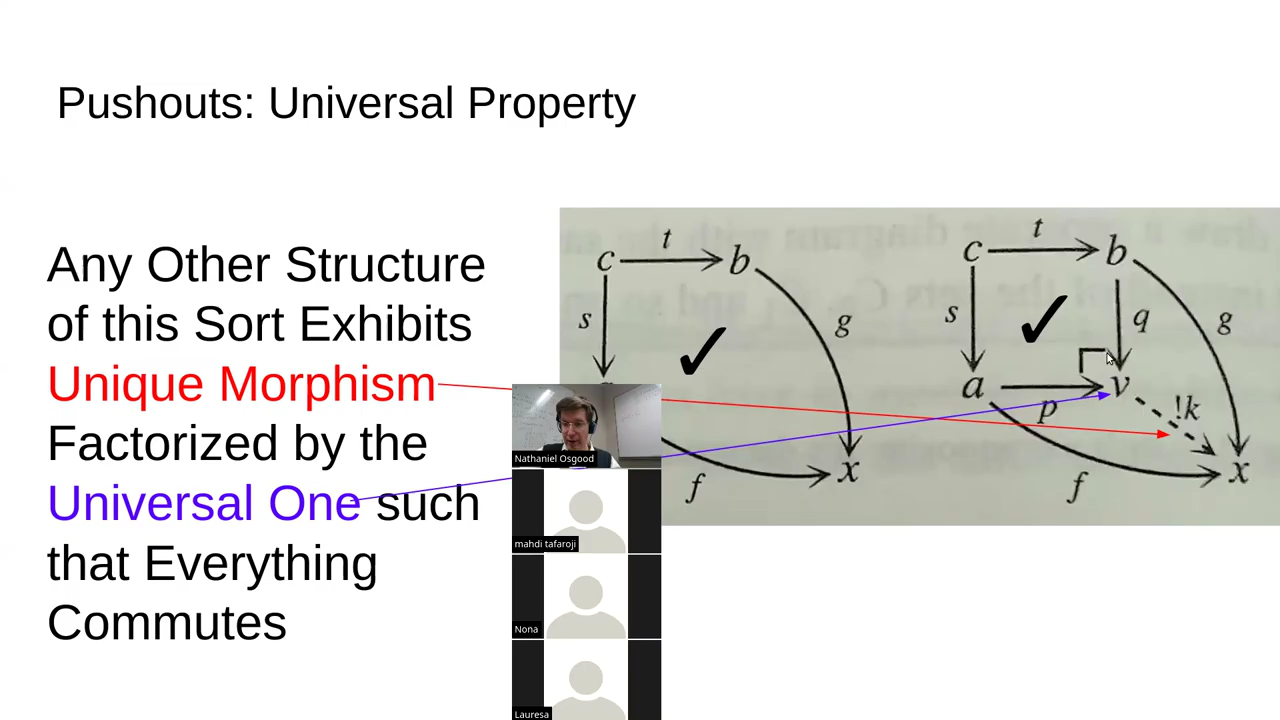 Pushouts: Universal Property
Any Other Structure
of this Sort Exhibits
Unique Morphism
Factorized by the
Universal One such
that Everything
Commutes
c t b
s g
f x
c t b
s q g
a p v !k
f x
Nathaniel Osgood
mahdi tafaroji
Nona
Lauresa